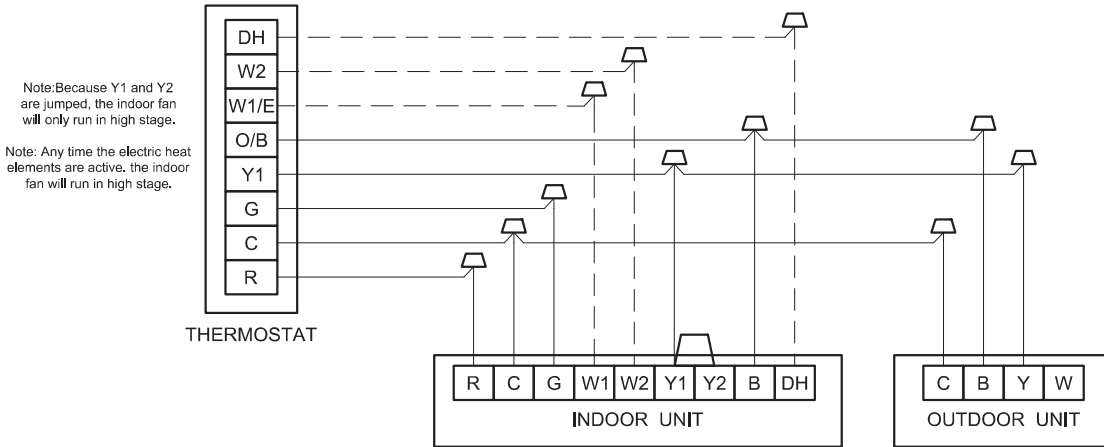 DH
W2
W1/E
O/B
Y1
G
C
R
THERMOSTAT
Note:Because Y1 and Y2
are jumped, the indoor fan
will only run in high stage.
Note: Any time the electric heat
elements are active. the indoor
fan will run in high stage.
R C G W1 W2 Y1 Y2 B DH
INDOOR UNIT
C B Y W
OUTDOOR UNIT